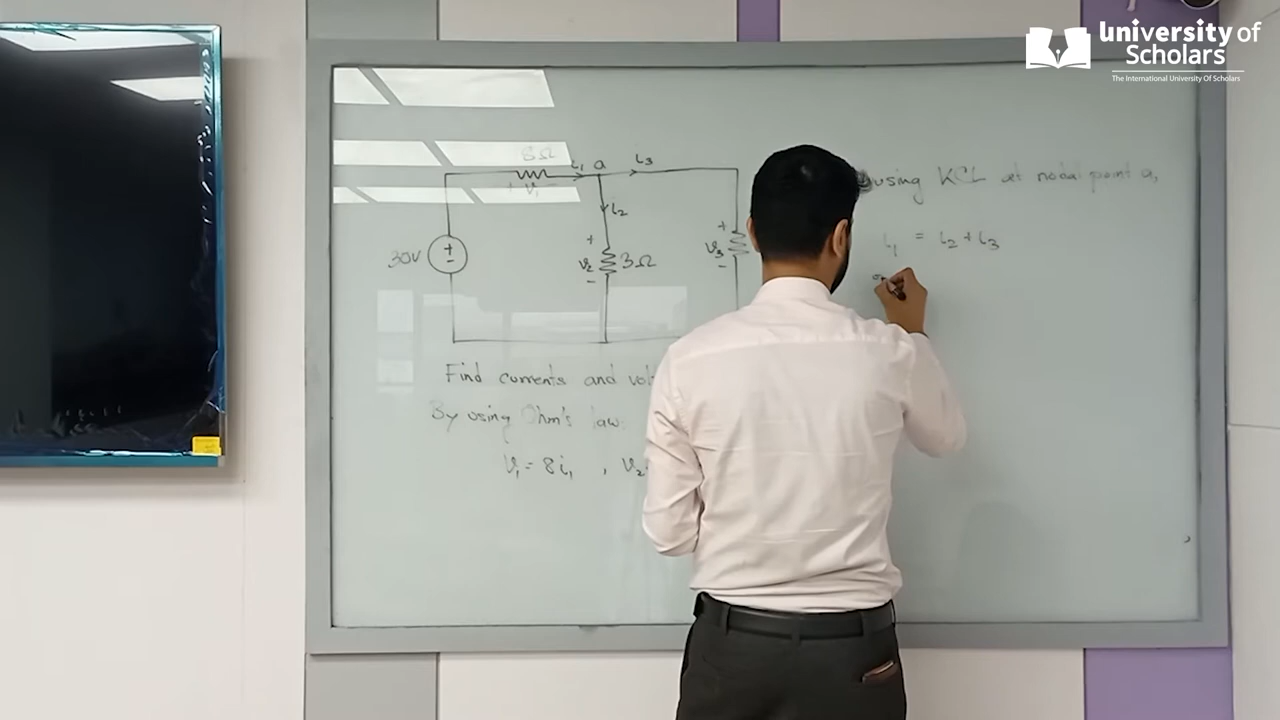 University of
Scholars
The International University Of Scholars
8Ω
i₁ a i₃
+ V₁ −
i₂
30V
+
−
+
V₂ 3Ω
−
+
V₃
−
Find currents and
By using Ohm's law
V₁ = 8i₁ , V₂
using KCL at nodal point a,
i₁ = i₂ + i₃